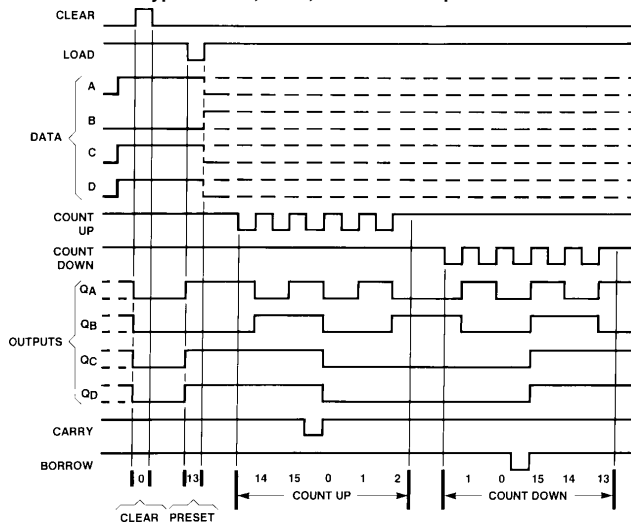 CLEAR
LOAD
A
B
DATA
C
D
COUNT
UP
COUNT
DOWN
QA
QB
OUTPUTS
QC
QD
CARRY
BORROW
0 13 14 15 0 1 2 1 0 15 14 13
COUNT UP COUNT DOWN
CLEAR PRESET